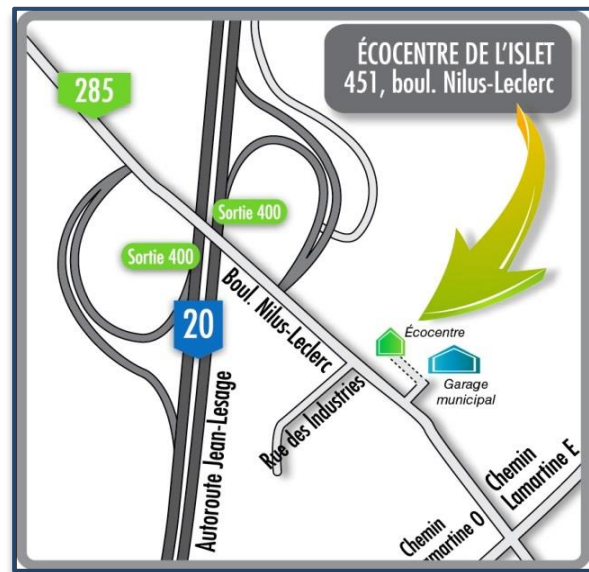 ÉCOCENTRE DE L'ISLET
451, boul. Nilus-Leclerc
285
Sortie 400
Sortie 400
20
Boul. Nilus-Leclerc
Écocentre
Garage
municipal
Rue des Industries
Autoroute Jean-Lesage
Chemin
Lamartine E
Chemin
Lamartine O